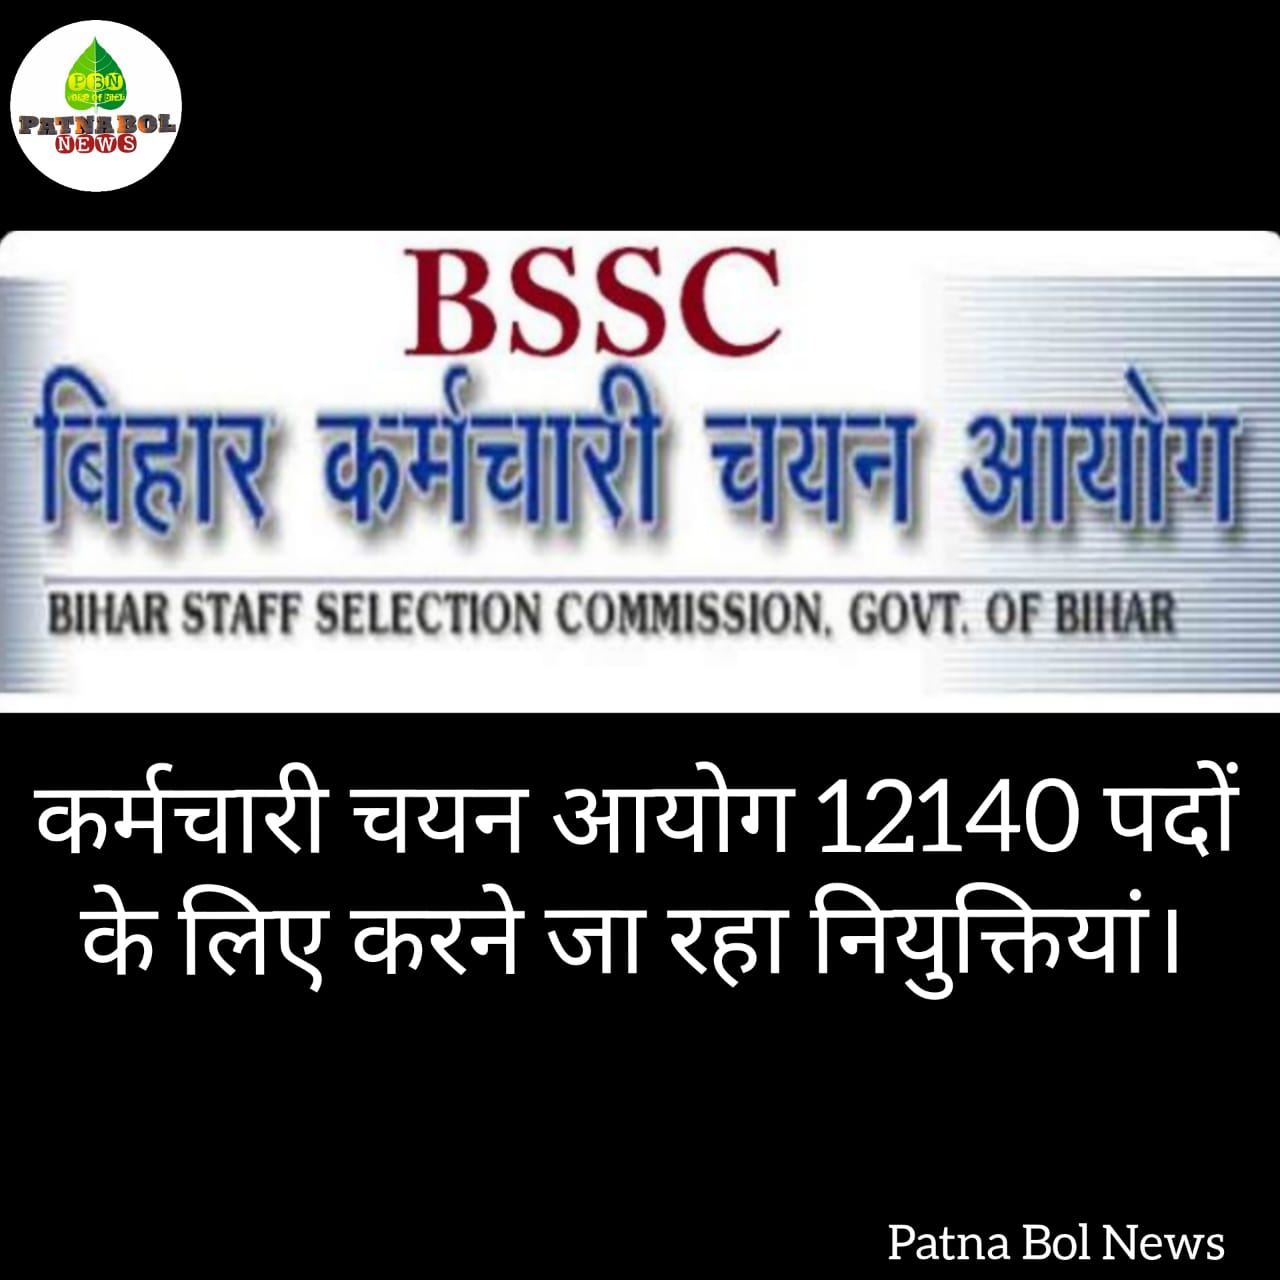 PBN
PATNA BOL
NEWS
BSSC
बिहार कर्मचारी चयन आयोग
BIHAR STAFF SELECTION COMMISSION, GOVT. OF BIHAR
कर्मचारी चयन आयोग 12140 पदों
के लिए करने जा रहा नियुक्तियां।
Patna Bol News